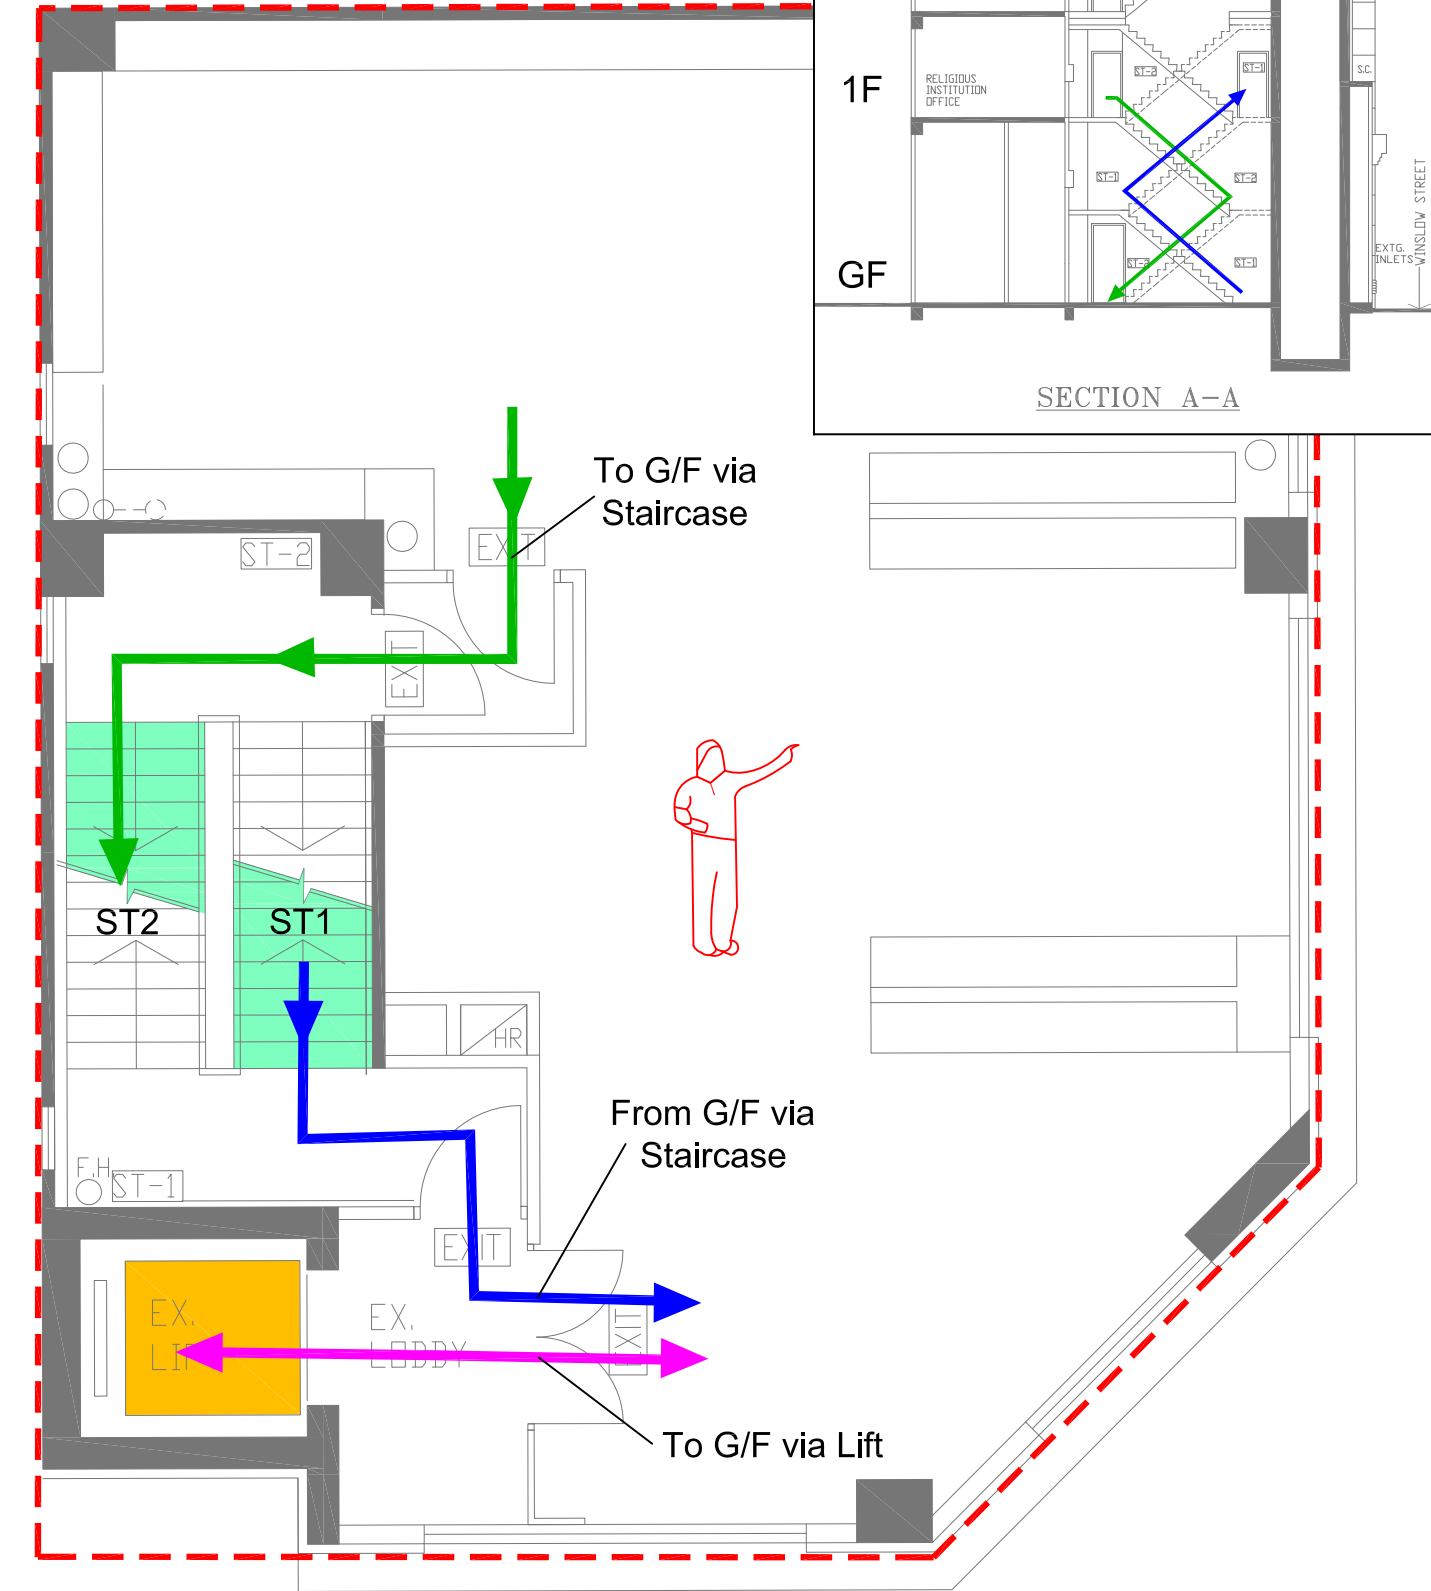 1F
RELIGIOUS
INSTITUTION
OFFICE
ST-2
ST-1
S.C.
ST-1
ST-2
WINSLOW STREET
EXTG.
INLETS
GF
ST-2
ST-1
SECTION A-A
To G/F via
Staircase
EXIT
ST-2
EXIT
ST2
ST1
HR
From G/F via
Staircase
F.H.
ST-1
EXIT
EX.
LIFT
EX.
LOBBY
EXIT
To G/F via Lift